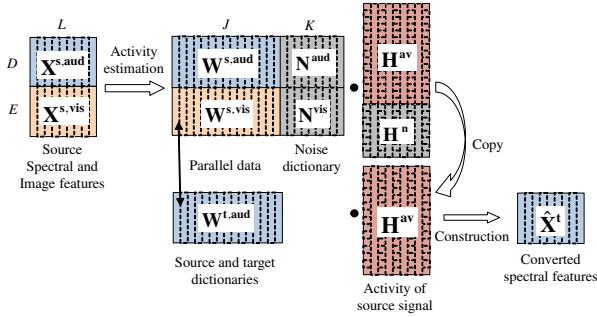 L
J
K
D
E
X^s,aud
X^s,vis
Activity
estimation
W^s,aud
N^aud
W^s,vis
N^vis
H^av
H^n
Source
Spectral and
Image features
Parallel data
Noise
dictionary
Copy
W^t,aud
H^av
Construction
X̂^t
Source and target
dictionaries
Activity of
source signal
Converted
spectral features